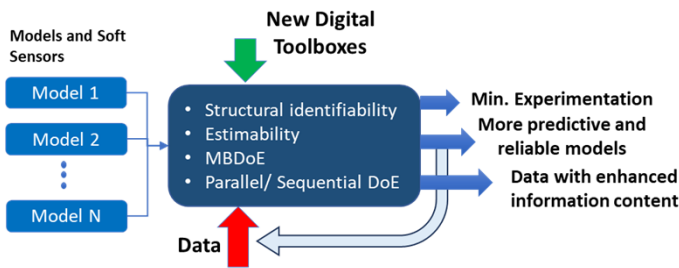 New Digital
Toolboxes
Models and Soft
Sensors
Model 1
Model 2
Model N
• Structural identifiability
• Estimability
• MBDoE
• Parallel/ Sequential DoE
Min. Experimentation
More predictive and
reliable models
Data with enhanced
information content
Data